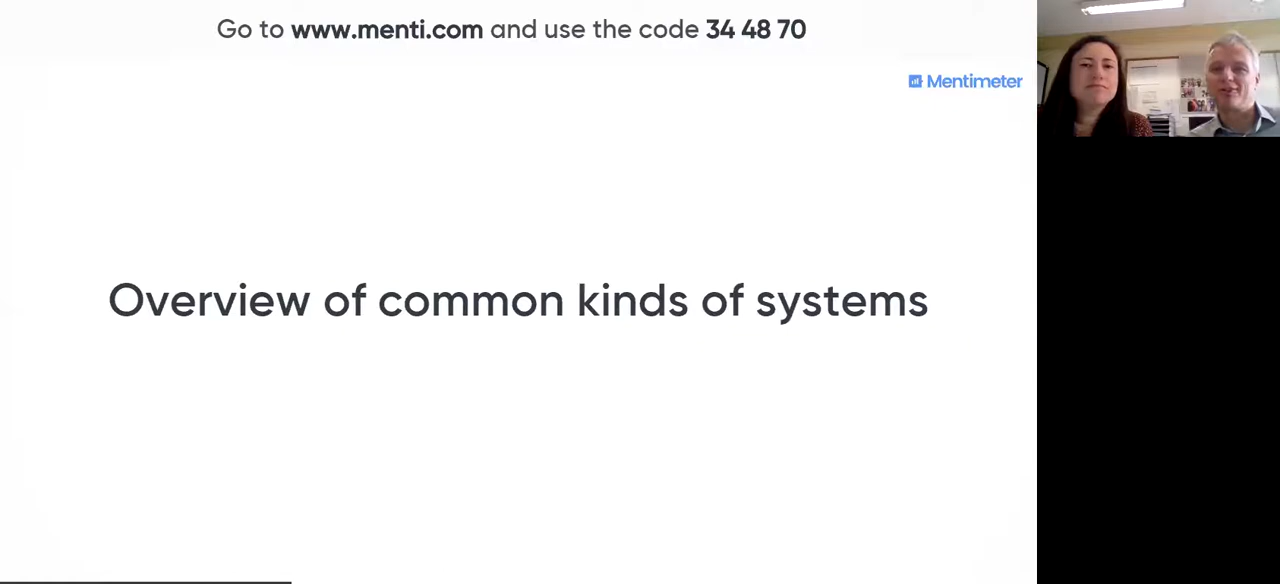 Go to www.menti.com and use the code 34 48 70
Mentimeter
Overview of common kinds of systems